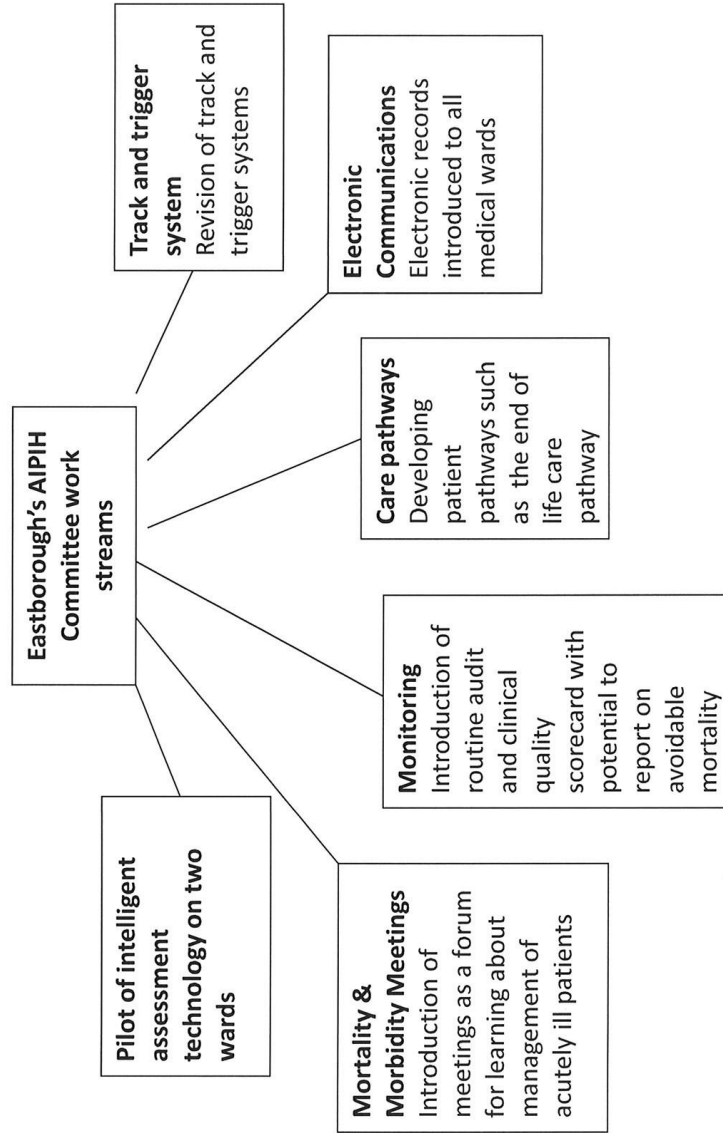 Eastborough's AIPIH
Committee work
streams
Pilot of intelligent
assessment
technology on two
wards
Mortality &
Morbidity Meetings
Introduction of
meetings as a forum
for learning about
management of
acutely ill patients
Monitoring
Introduction of
routine audit
and clinical
quality
scorecard with
potential to
report on
avoidable
mortality
Care pathways
Developing
patient
pathways such
as the end of
life care
pathway
Electronic
Communications
Electronic records
introduced to all
medical wards
Track and trigger
system
Revision of track and
trigger systems